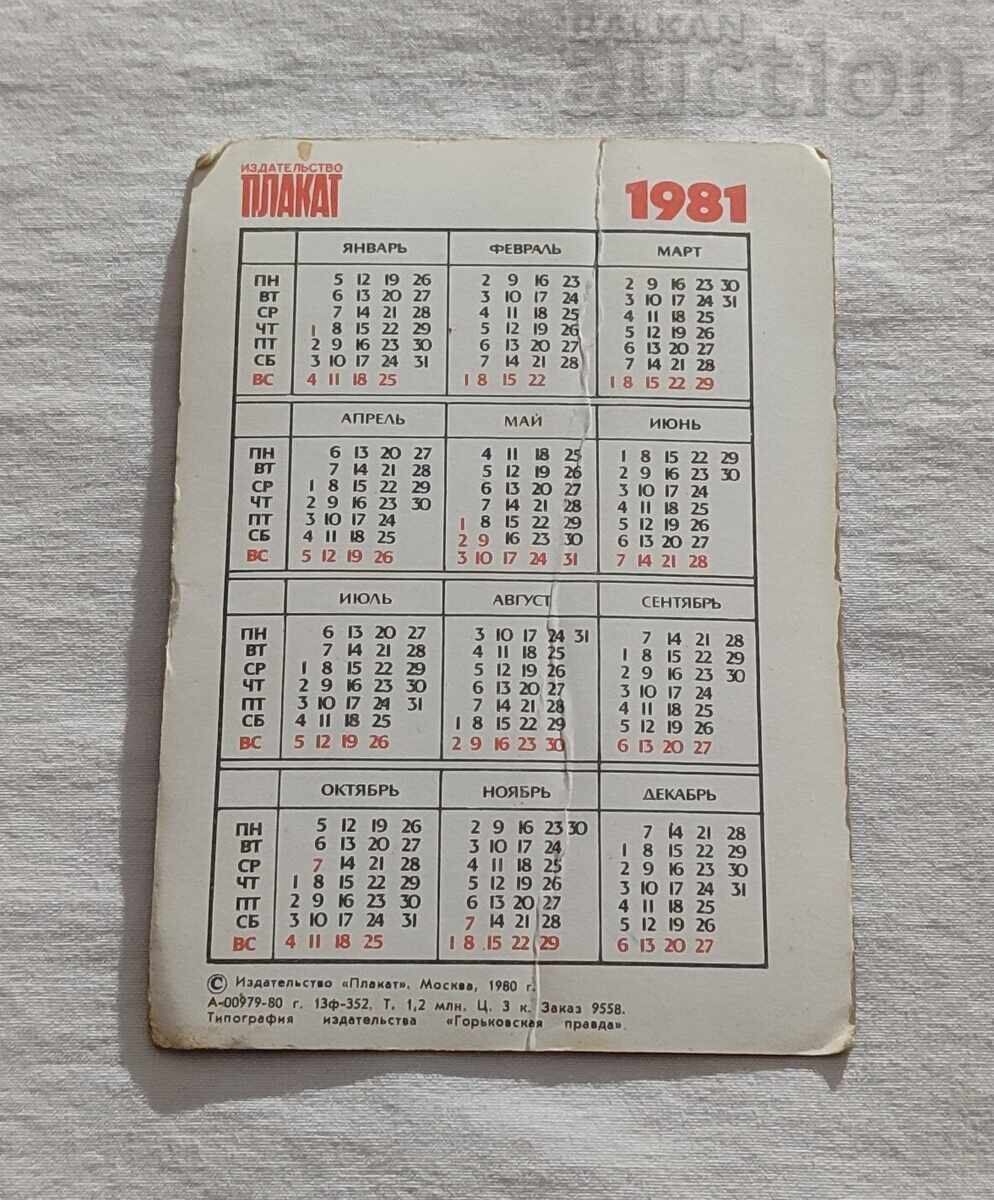 BALKAN
auction
ИЗДАТЕЛЬСТВО
ПЛАКАТ
1981
ЯНВАРЬ ФЕВРАЛЬ МАРТ
ПН 5 12 19 26 2 9 16 23 2 9 16 23 30
ВТ 6 13 20 27 3 10 17 24 3 10 17 24 31
СР 7 14 21 28 4 11 18 25 4 11 18 25
ЧТ 1 8 15 22 29 5 12 19 26 5 12 19 26
ПТ 2 9 16 23 30 6 13 20 27 6 13 20 27
СБ 3 10 17 24 31 7 14 21 28 7 14 21 28
ВС 4 11 18 25 1 8 15 22 1 8 15 22 29
АПРЕЛЬ МАЙ ИЮНЬ
ПН 6 13 20 27 4 11 18 25 1 8 15 22 29
ВТ 7 14 21 28 5 12 19 26 2 9 16 23 30
СР 1 8 15 22 29 6 13 20 27 3 10 17 24
ЧТ 2 9 16 23 30 7 14 21 28 4 11 18 25
ПТ 3 10 17 24 1 8 15 22 29 5 12 19 26
СБ 4 11 18 25 2 9 16 23 30 6 13 20 27
ВС 5 12 19 26 3 10 17 24 31 7 14 21 28
ИЮЛЬ АВГУСТ СЕНТЯБРЬ
ПН 6 13 20 27 3 10 17 24 31 7 14 21 28
ВТ 7 14 21 28 4 11 18 25 1 8 15 22 29
СР 1 8 15 22 29 5 12 19 26 2 9 16 23 30
ЧТ 2 9 16 23 30 6 13 20 27 3 10 17 24
ПТ 3 10 17 24 31 7 14 21 28 4 11 18 25
СБ 4 11 18 25 1 8 15 22 29 5 12 19 26
ВС 5 12 19 26 2 9 16 23 30 6 13 20 27
ОКТЯБРЬ НОЯБРЬ ДЕКАБРЬ
ПН 5 12 19 26 2 9 16 23 30 7 14 21 28
ВТ 6 13 20 27 3 10 17 24 1 8 15 22 29
СР 7 14 21 28 4 11 18 25 2 9 16 23 30
ЧТ 1 8 15 22 29 5 12 19 26 3 10 17 24 31
ПТ 2 9 16 23 30 6 13 20 27 4 11 18 25
СБ 3 10 17 24 31 7 14 21 28 5 12 19 26
ВС 4 11 18 25 1 8 15 22 29 6 13 20 27
© Издательство «Плакат», Москва, 1980 г.
А-00979-80 г. 13ф-352. Т. 1,2 млн. Ц. 3 к. Заказ 9558.
Типография издательства «Горьковская правда».